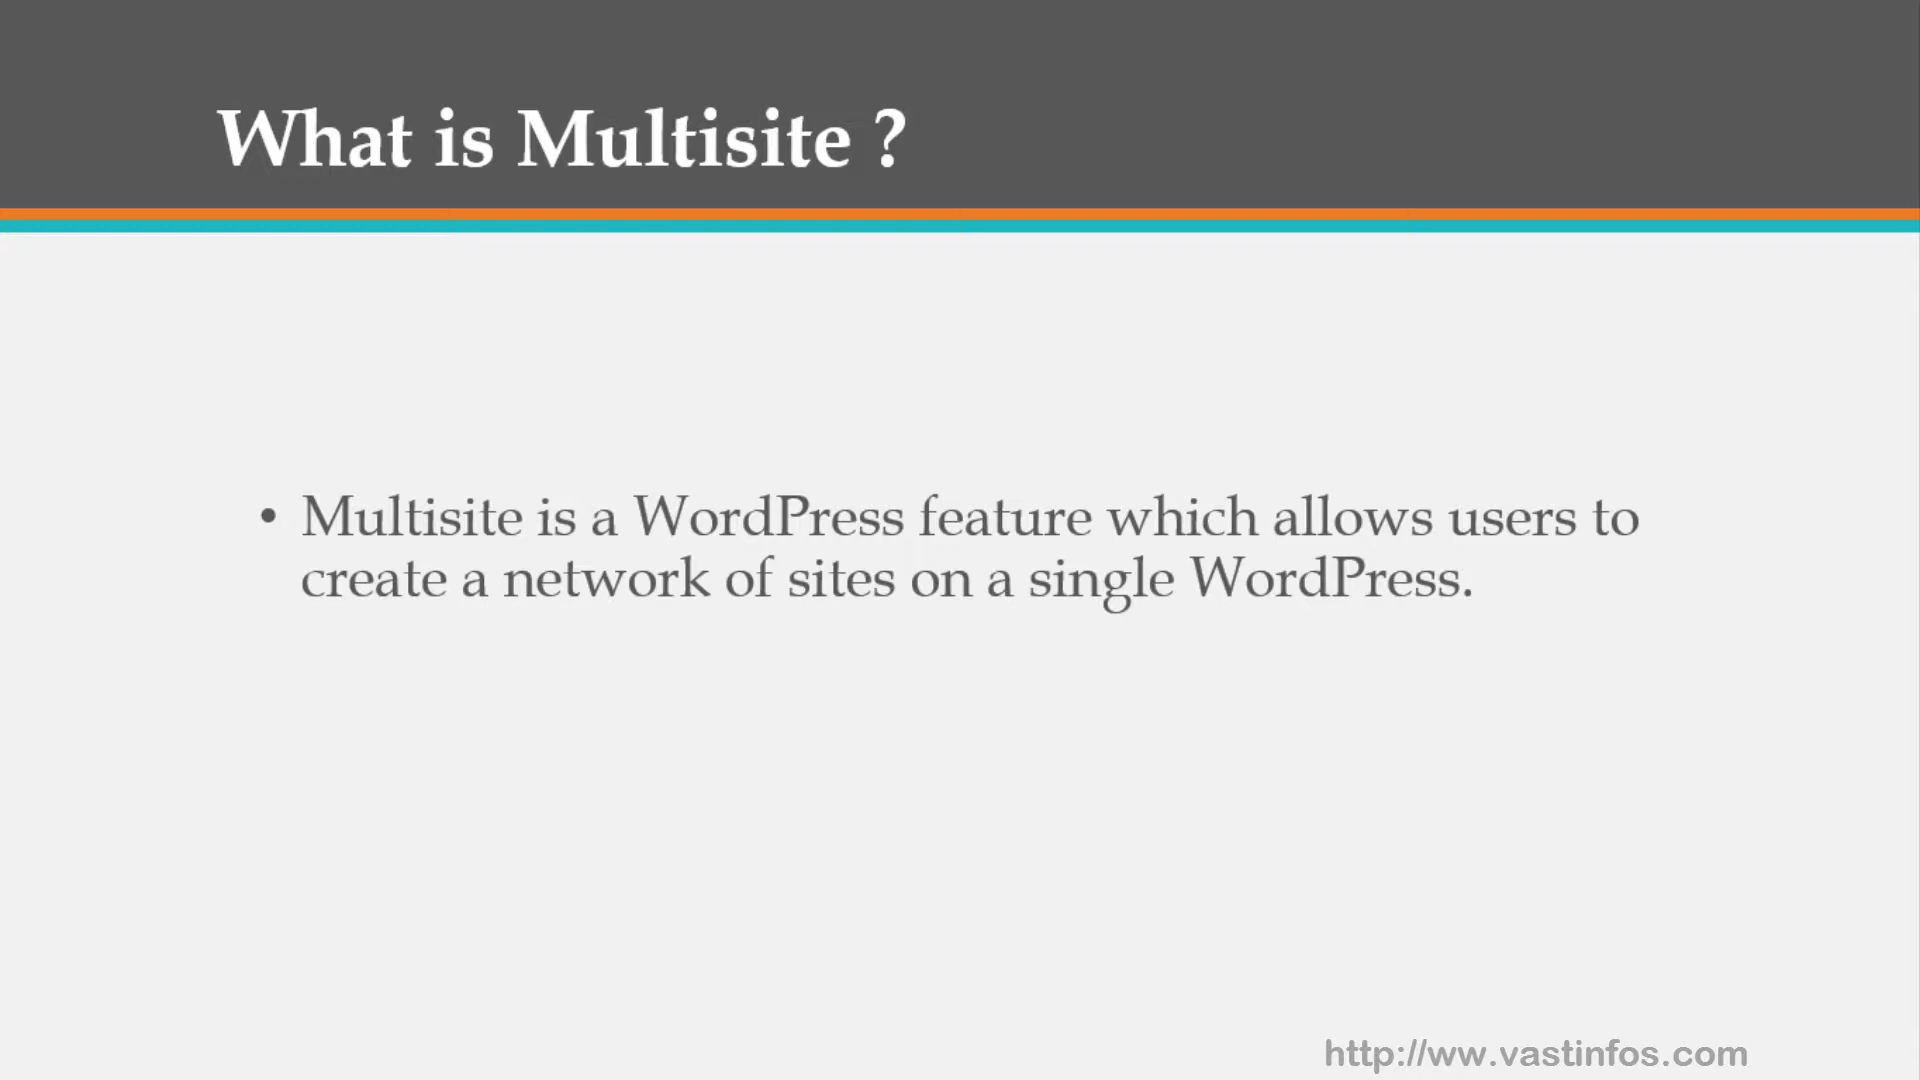 What is Multisite ?
• Multisite is a WordPress feature which allows users to
create a network of sites on a single WordPress.
http://ww.vastinfos.com